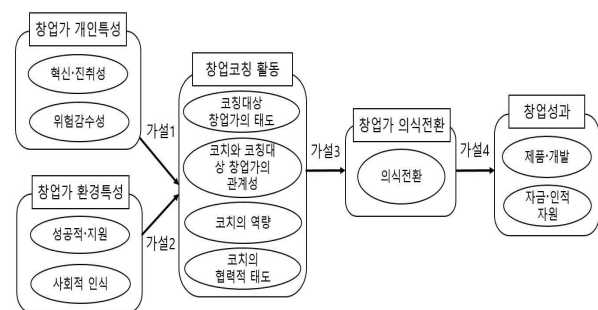 창업가 개인특성
혁신·진취성
위험감수성
창업가 환경특성
성공적·지원
사회적 인식
가설1
가설2
창업코칭 활동
코칭대상
창업가의 태도
코치와 코칭대
상 창업가의
관계성
코치의 역량
코치의
협력적 태도
가설3
창업가 의식전환
의식전환
가설4
창업성과
제품·개발
자금·인적
자원